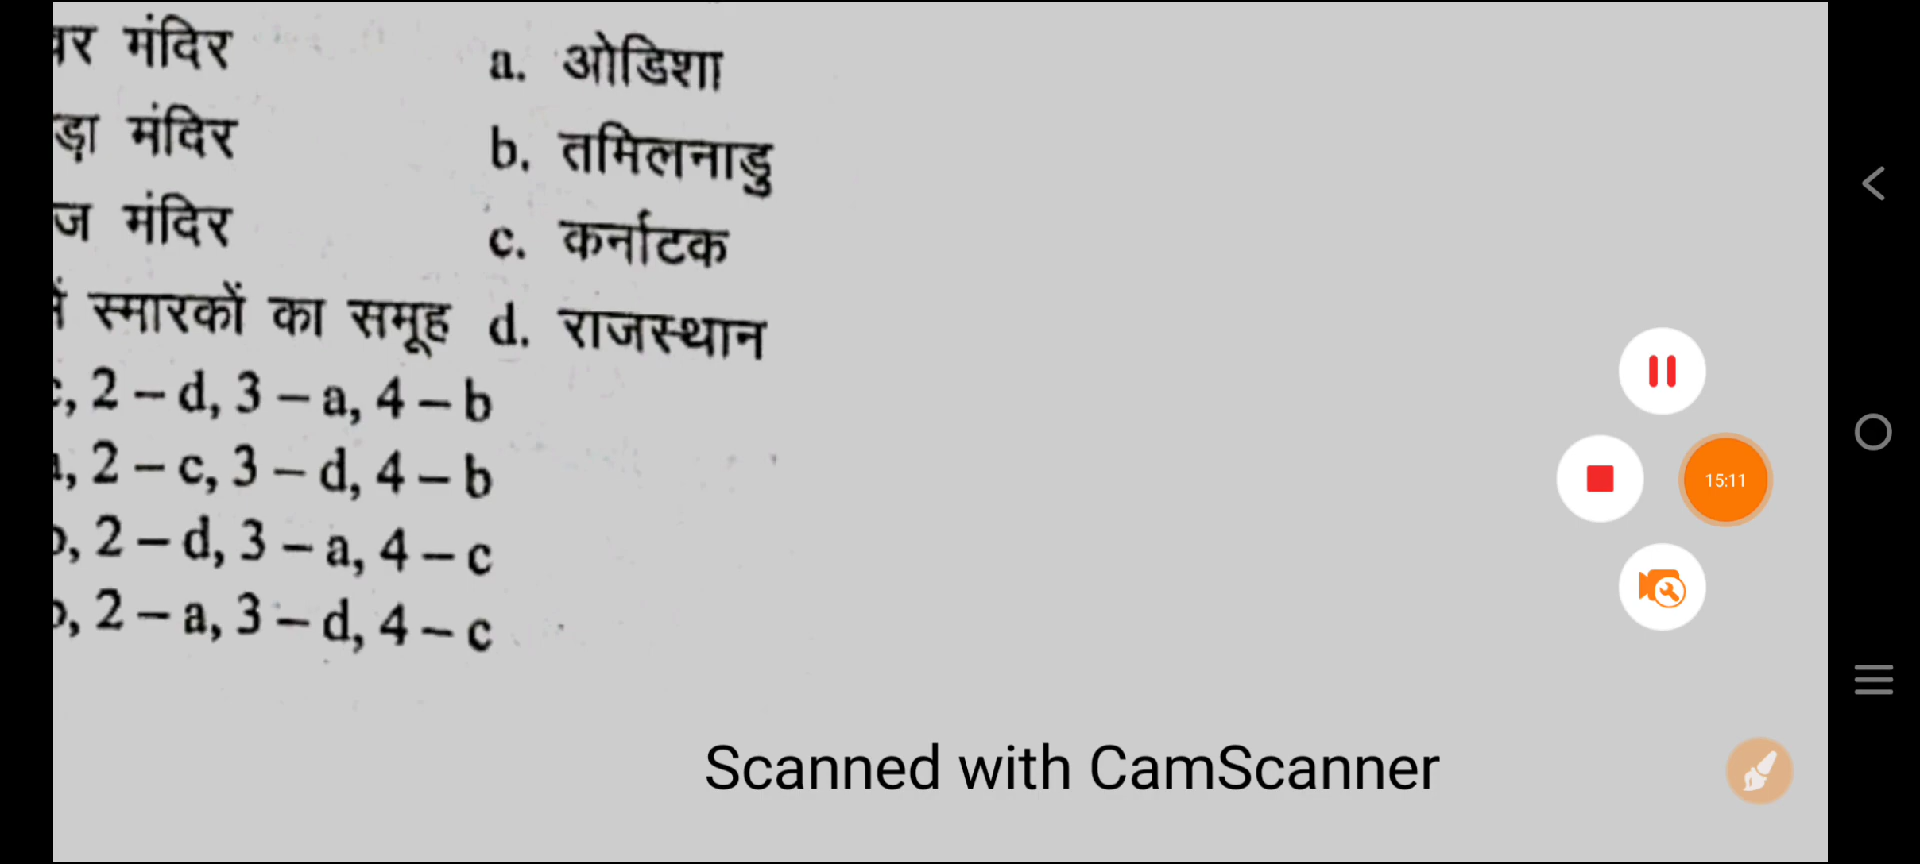 मंदिर a. ओडिशा
मंदिर b. तमिलनाडु
मंदिर c. कर्नाटक
स्मारकों का समूह d. राजस्थान
, 2 – d, 3 – a, 4 – b
, 2 – c, 3 – d, 4 – b
, 2 – d, 3 – a, 4 – c
, 2 – a, 3 – d, 4 – c
15:11
Scanned with CamScanner